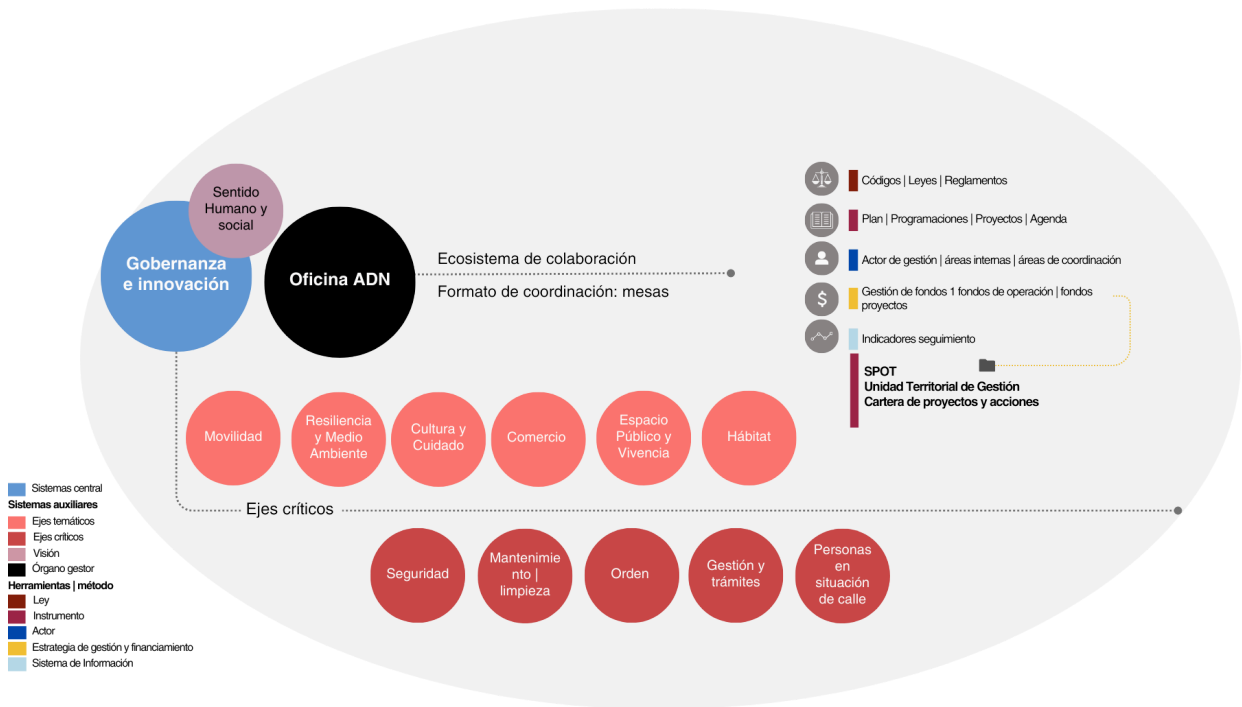 Sentido
Humano y
social
Gobernanza
e innovación
Oficina ADN
Ecosistema de colaboración
Formato de coordinación: mesas
Códigos | Leyes | Reglamentos
Plan | Programaciones | Proyectos | Agenda
Actor de gestión | áreas internas | áreas de coordinación
Gestión de fondos 1 fondos de operación | fondos
proyectos
Indicadores seguimiento
SPOT
Unidad Territorial de Gestión
Cartera de proyectos y acciones
Movilidad
Resiliencia
y Medio
Ambiente
Cultura y
Cuidado
Comercio
Espacio
Público y
Vivencia
Hábitat
Ejes críticos
Seguridad
Mantenimie
nto |
limpieza
Orden
Gestión y
trámites
Personas
en
situación
de calle
Sistemas central
Sistemas auxiliares
Ejes temáticos
Ejes críticos
Visión
Órgano gestor
Herramientas | método
Ley
Instrumento
Actor
Estrategia de gestión y financiamiento
Sistema de Información